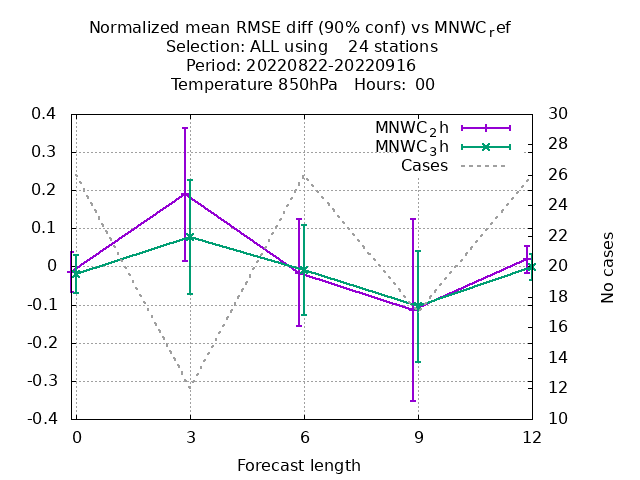 Normalized mean RMSE diff (90% conf) vs MNWC_ref
Selection: ALL using    24 stations
Period: 20220822-20220916
Temperature 850hPa   Hours: 00
MNWC_2h
MNWC_3h
Cases
0.4
0.3
0.2
0.1
0
-0.1
-0.2
-0.3
-0.4
30
28
26
24
22
20
18
16
14
12
10
No cases
0 3 6 9 12
Forecast length